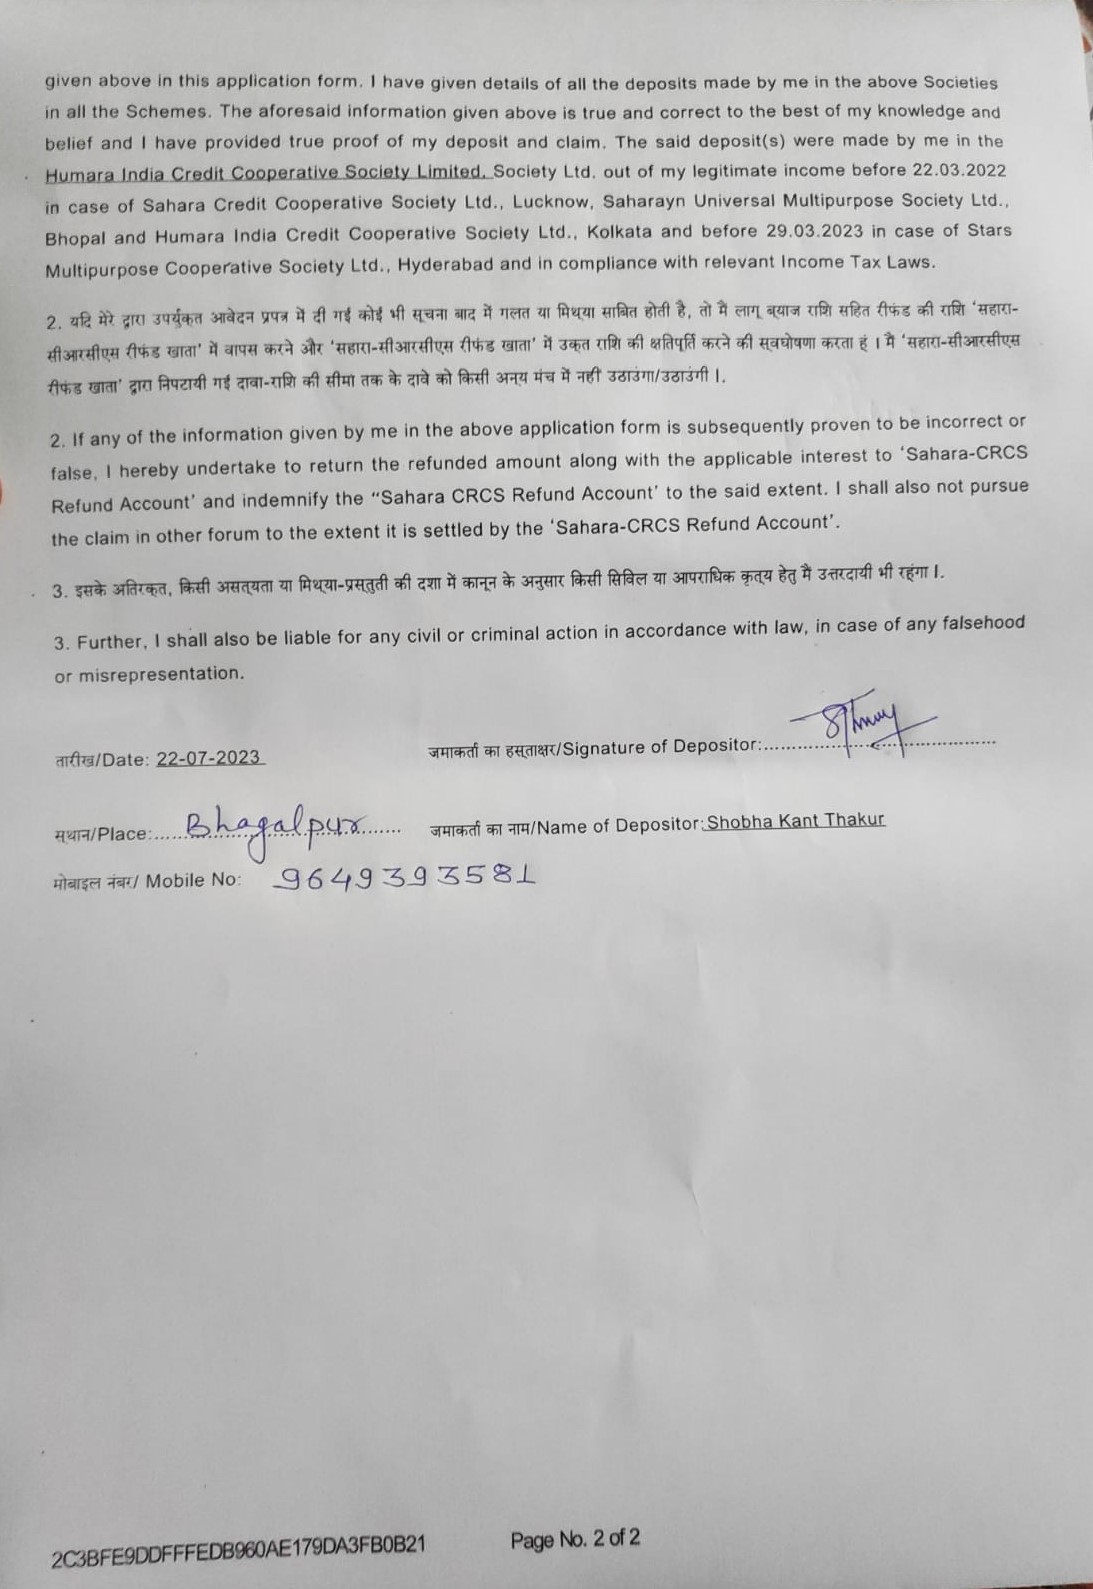 given above in this application form. I have given details of all the deposits made by me in the above Societies
in all the Schemes. The aforesaid information given above is true and correct to the best of my knowledge and
belief and I have provided true proof of my deposit and claim. The said deposit(s) were made by me in the
Humara India Credit Cooperative Society Limited. Society Ltd. out of my legitimate income before 22.03.2022
in case of Sahara Credit Cooperative Society Ltd., Lucknow, Saharayn Universal Multipurpose Society Ltd.,
Bhopal and Humara India Credit Cooperative Society Ltd., Kolkata and before 29.03.2023 in case of Stars
Multipurpose Cooperative Society Ltd., Hyderabad and in compliance with relevant Income Tax Laws.
2. यदि मेरे द्वारा उपर्युक्त आवेदन प्रपत्र में दी गई कोई भी सूचना बाद में गलत या मिथ्या साबित होती है, तो मैं लागू ब्याज राशि सहित रीफंड की राशि 'सहारा-
सीआरसीएस रीफंड खाता' में वापस करने और 'सहारा-सीआरसीएस रीफंड खाता' में उक्त राशि की क्षतिपूर्ति करने की स्वघोषणा करता हं । मैं 'सहारा-सीआरसीएस
रीफंड खाता' द्वारा निपटायी गई दावा-राशि की सीमा तक के दावे को किसी अन्य मंच में नहीं उठाउंगा/उठाउंगी ।.
2. If any of the information given by me in the above application form is subsequently proven to be incorrect or
false, I hereby undertake to return the refunded amount along with the applicable interest to 'Sahara-CRCS
Refund Account' and indemnify the "Sahara CRCS Refund Account' to the said extent. I shall also not pursue
the claim in other forum to the extent it is settled by the 'Sahara-CRCS Refund Account'.
3. इसके अतिरक्त, किसी असत्यता या मिथ्या-प्रस्तुती की दशा में कानून के अनुसार किसी सिविल या आपराधिक कृत्य हेतु मैं उत्तरदायी भी रहंगा ।.
3. Further, I shall also be liable for any civil or criminal action in accordance with law, in case of any falsehood
or misrepresentation.
तारीख/Date: 22-07-2023 जमाकर्ता का हस्ताक्षर/Signature of Depositor:..........................
स्थान/Place:......Bhagalpur........ जमाकर्ता का नाम/Name of Depositor: Shobha Kant Thakur
मोबाइल नंबर/ Mobile No: 9649393581
2C3BFE9DDFFFEDB960AE179DA3FB0B21 Page No. 2 of 2